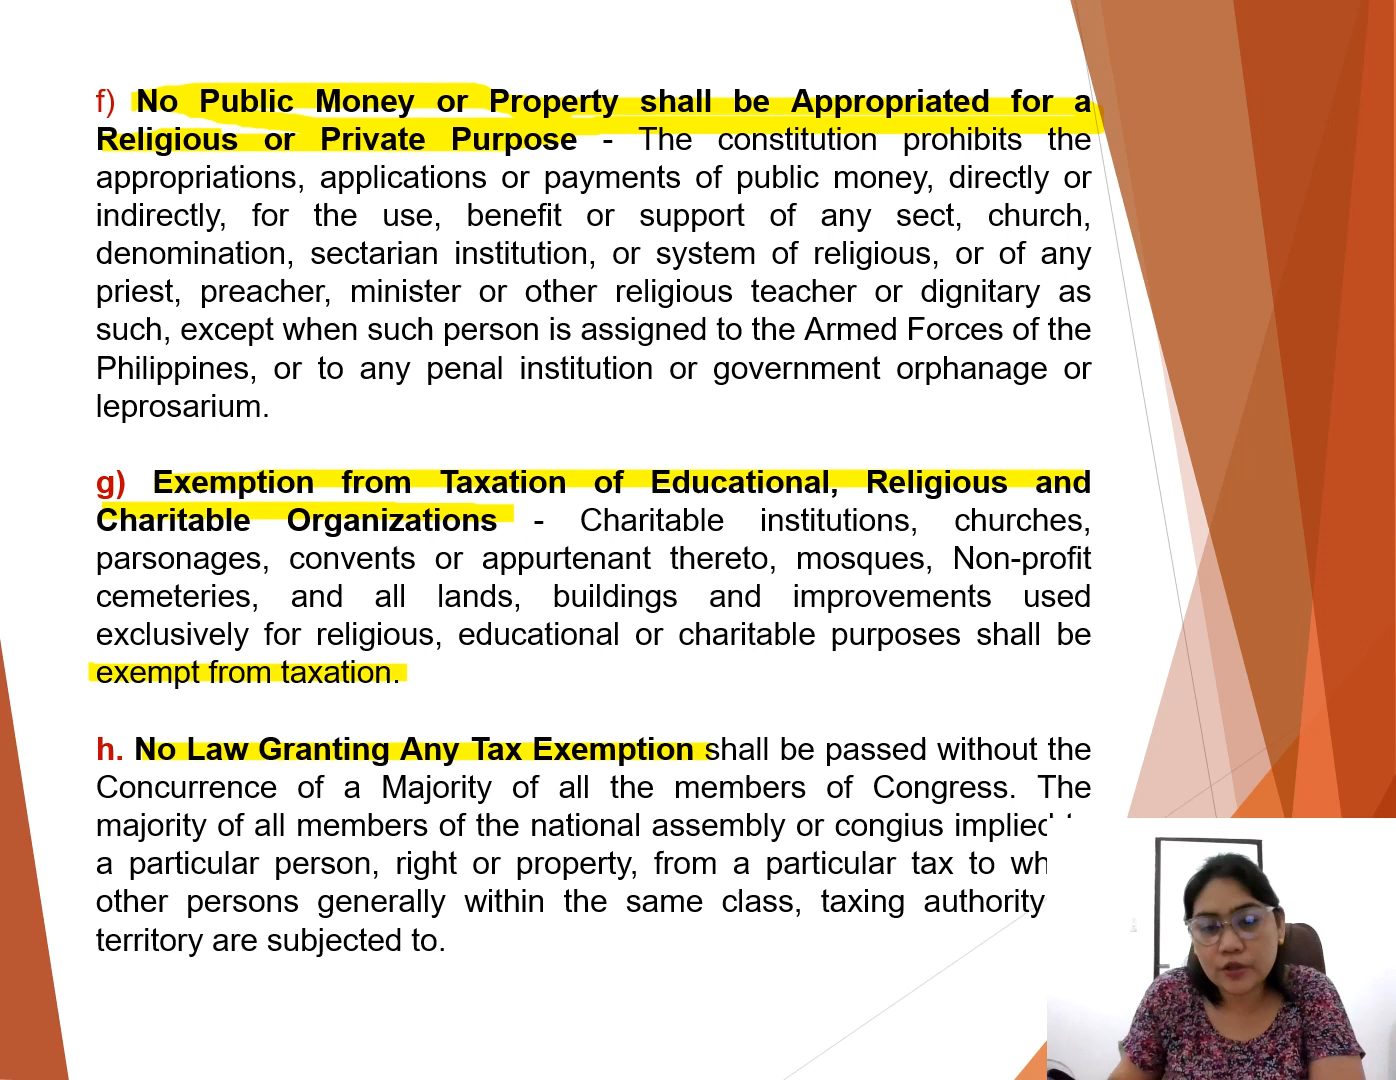 f) No Public Money or Property shall be Appropriated for a
Religious or Private Purpose - The constitution prohibits the
appropriations, applications or payments of public money, directly or
indirectly, for the use, benefit or support of any sect, church,
denomination, sectarian institution, or system of religious, or of any
priest, preacher, minister or other religious teacher or dignitary as
such, except when such person is assigned to the Armed Forces of the
Philippines, or to any penal institution or government orphanage or
leprosarium.
g) Exemption from Taxation of Educational, Religious and
Charitable Organizations - Charitable institutions, churches,
parsonages, convents or appurtenant thereto, mosques, Non-profit
cemeteries, and all lands, buildings and improvements used
exclusively for religious, educational or charitable purposes shall be
exempt from taxation.
h. No Law Granting Any Tax Exemption shall be passed without the
Concurrence of a Majority of all the members of Congress. The
majority of all members of the national assembly or congius implied
a particular person, right or property, from a particular tax to
other persons generally within the same class, taxing authority
territory are subjected to.